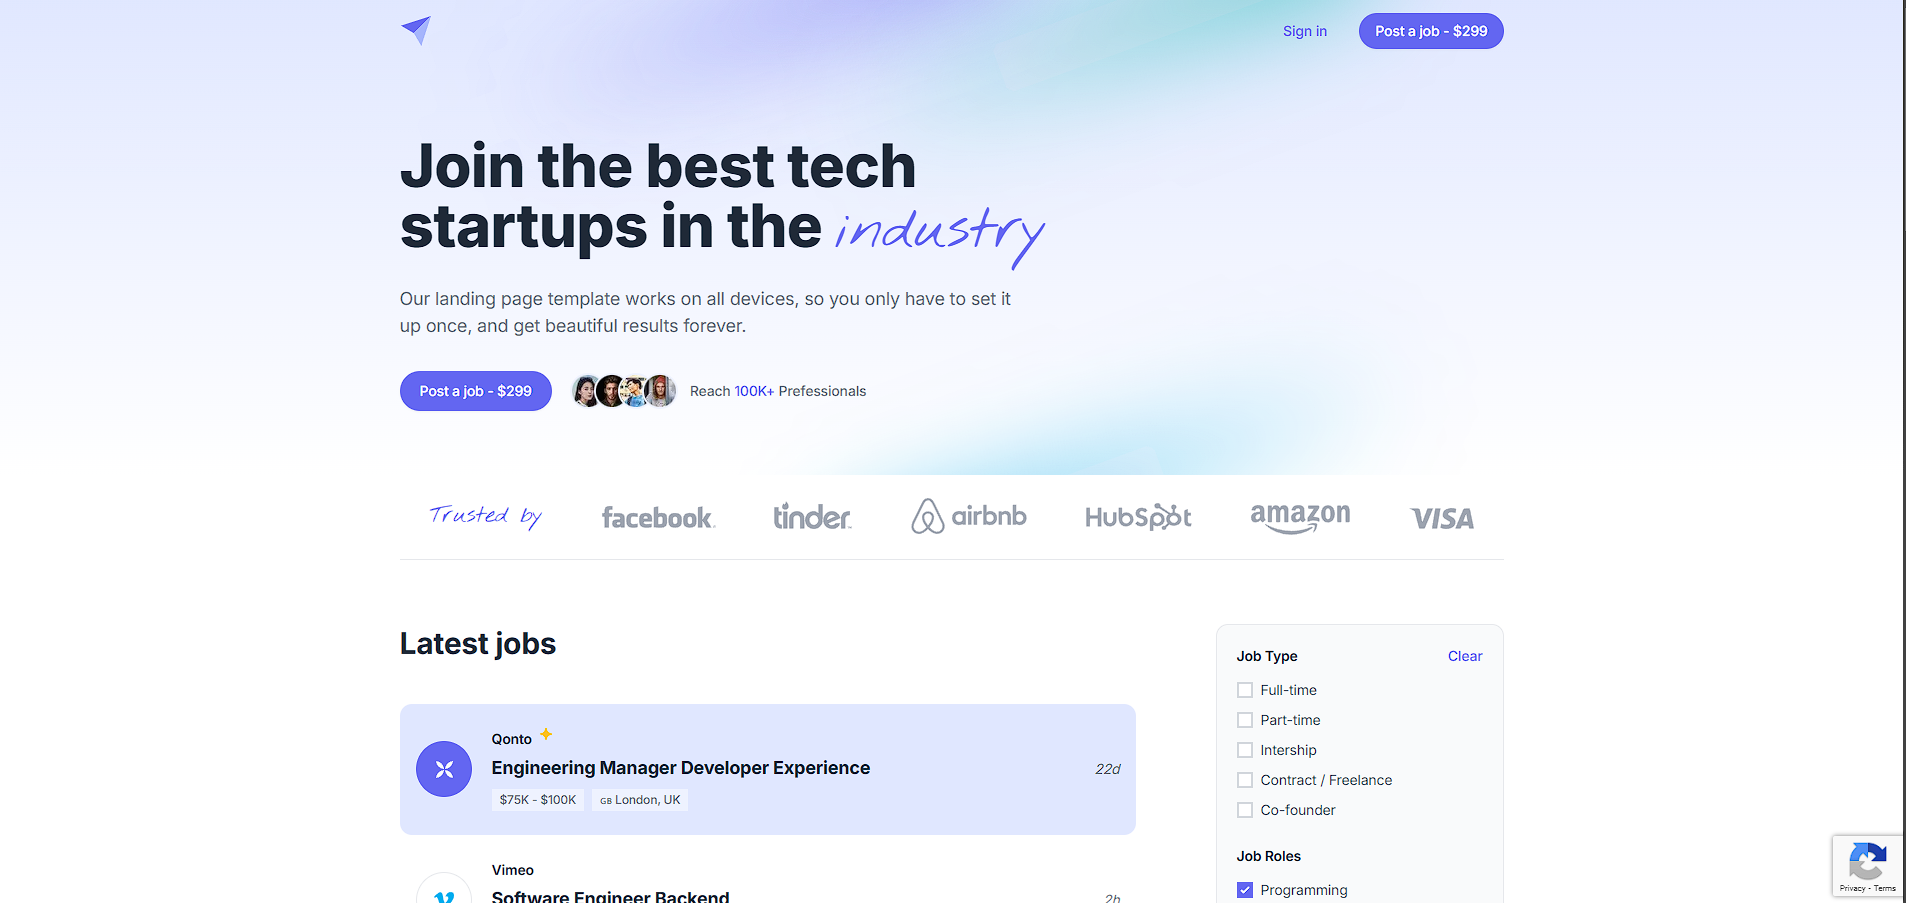 Sign in
Post a job - $299
Join the best tech
startups in the industry
Our landing page template works on all devices, so you only have to set it
up once, and get beautiful results forever.
Post a job - $299
Reach 100K+ Prefessionals
Trusted by
facebook.
tinder
airbnb
HubSpot
amazon
VISA
Latest jobs
Qonto
Engineering Manager Developer Experience
22d
$75K - $100K
GB London, UK
Vimeo
Software Engineer Backend
2h
Job Type
Clear
Full-time
Part-time
Intership
Contract / Freelance
Co-founder
Job Roles
Programming
Privacy - Terms